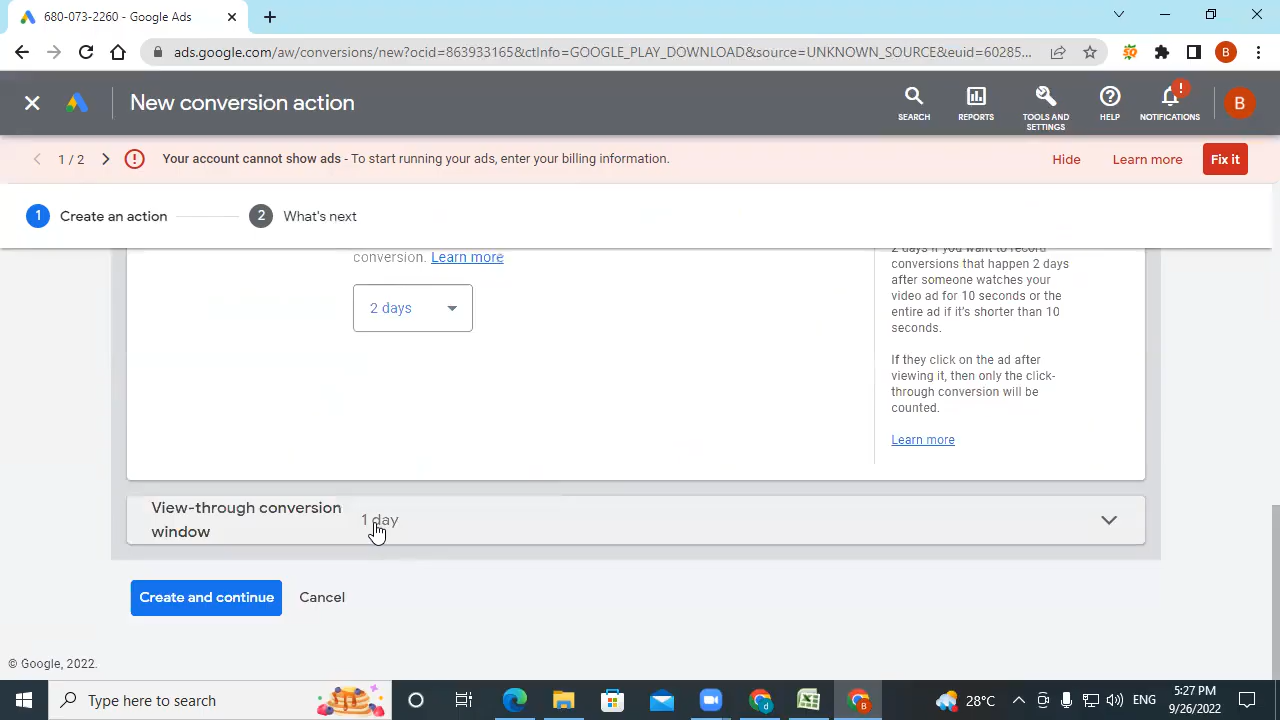 680-073-2260 - Google Ads
ads.google.com/aw/conversions/new?ocid=863933165&ctInfo=GOOGLE_PLAY_DOWNLOAD&source=UNKNOWN_SOURCE&euid=60285...
B
New conversion action
SEARCH
REPORTS
TOOLS AND
SETTINGS
HELP
NOTIFICATIONS
B
1 / 2
Your account cannot show ads - To start running your ads, enter your billing information.
Hide
Learn more
Fix it
1 Create an action
2 What's next
conversion. Learn more
2 days
2 days if you want to record
conversions that happen 2 days
after someone watches your
video ad for 10 seconds or the
entire ad if it's shorter than 10
seconds.
If they click on the ad after
viewing it, then only the click-
through conversion will be
counted.
Learn more
View-through conversion
window
1 day
Create and continue
Cancel
© Google, 2022.
Type here to search
28°C
ENG
5:27 PM
9/26/2022